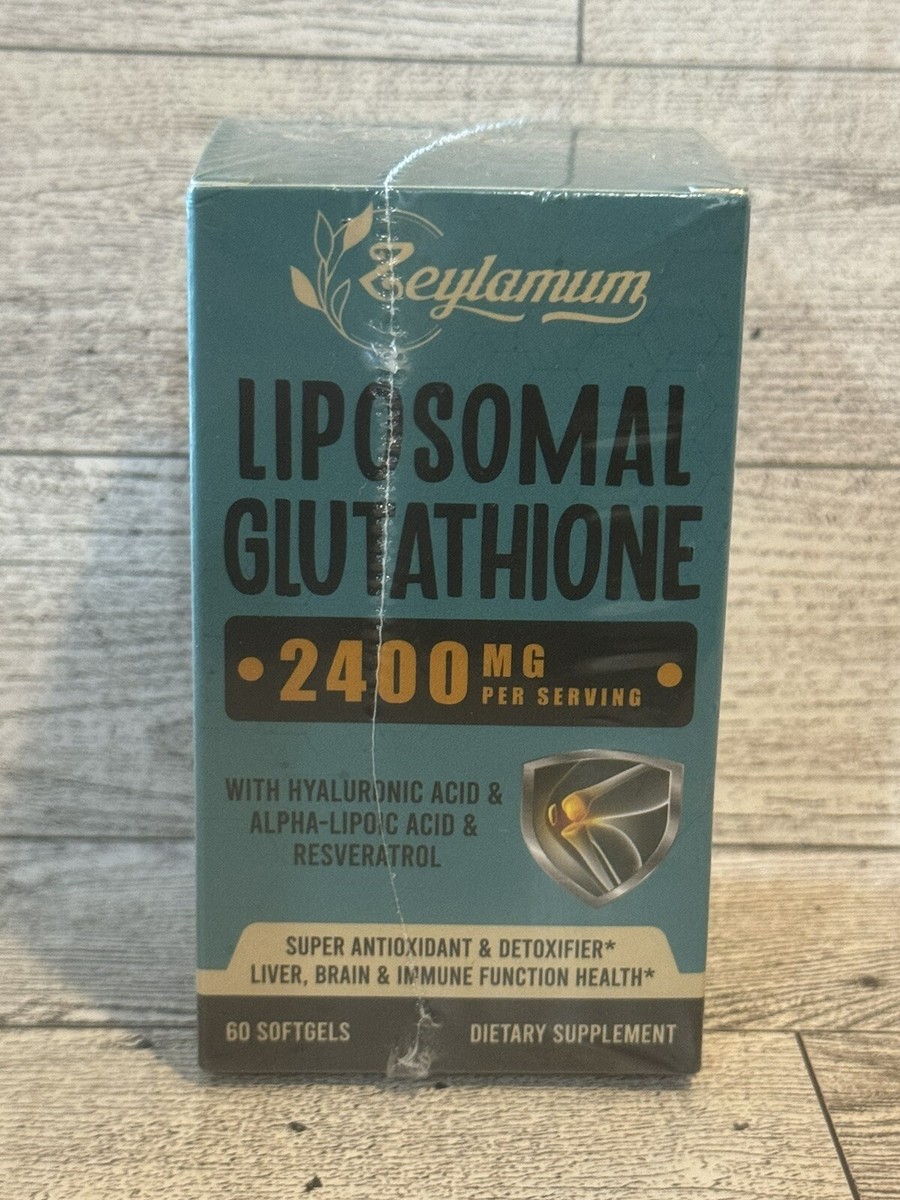 Zeylamum
LIPOSOMAL
GLUTATHIONE
• 2400 MG PER SERVING •
WITH HYALURONIC ACID &
ALPHA-LIPOIC ACID &
RESVERATROL
SUPER ANTIOXIDANT & DETOXIFIER*
LIVER, BRAIN & IMMUNE FUNCTION HEALTH*
60 SOFTGELS
DIETARY SUPPLEMENT